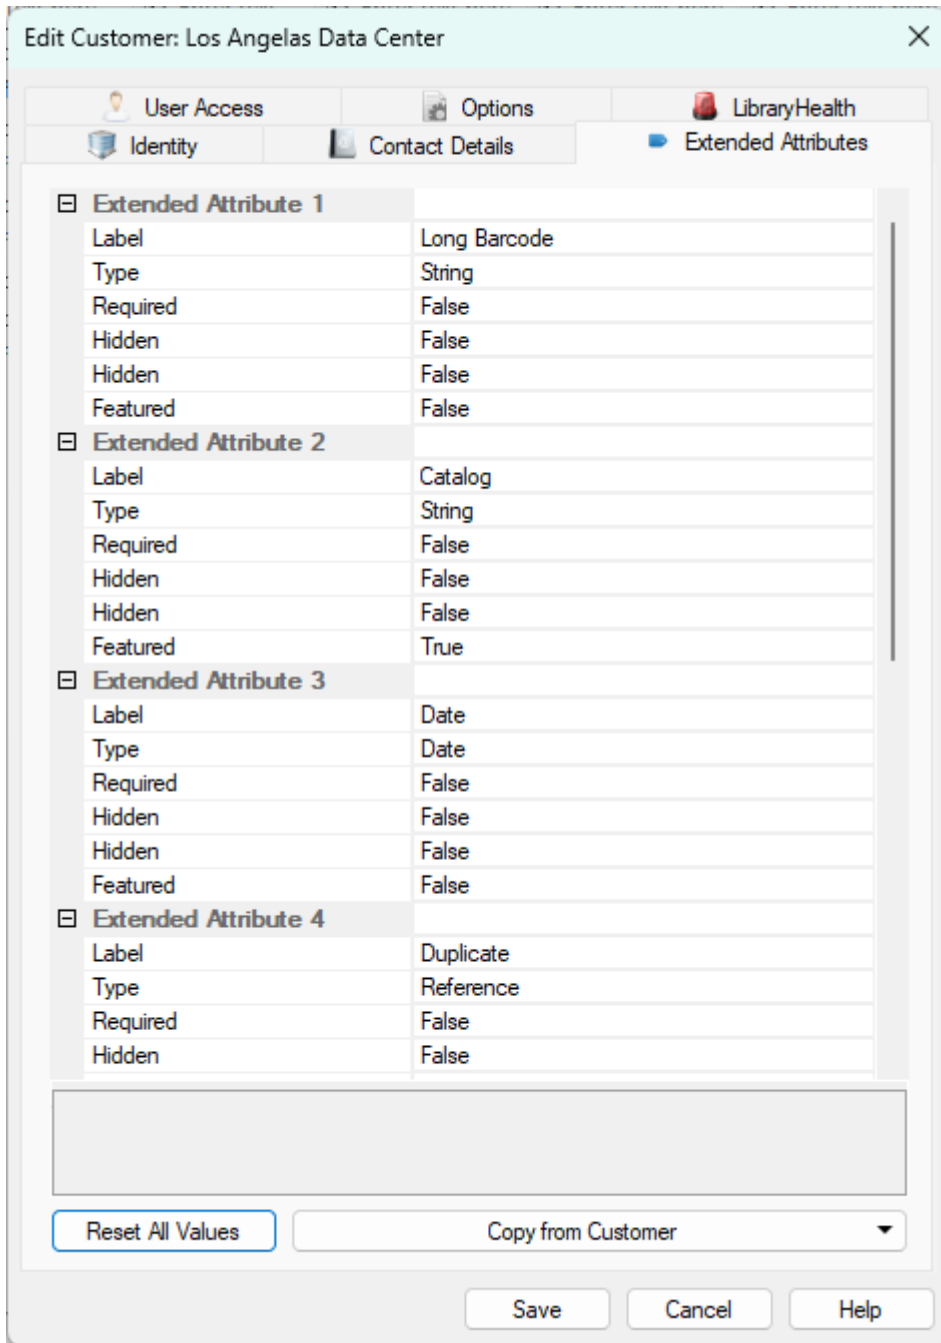 Edit Customer: Los Angelas Data Center
User Access Options LibraryHealth
Identity Contact Details Extended Attributes
Extended Attribute 1
Label Long Barcode
Type String
Required False
Hidden False
Hidden False
Featured False
Extended Attribute 2
Label Catalog
Type String
Required False
Hidden False
Hidden False
Featured True
Extended Attribute 3
Label Date
Type Date
Required False
Hidden False
Hidden False
Featured False
Extended Attribute 4
Label Duplicate
Type Reference
Required False
Hidden False
Reset All Values Copy from Customer
Save Cancel Help